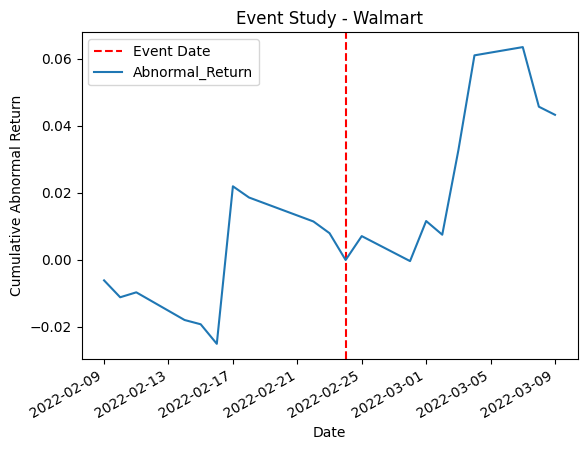 Event Study - Walmart
Event Date
Abnormal_Return
Cumulative Abnormal Return
0.06
0.04
0.02
0.00
−0.02
2022-02-09
2022-02-13
2022-02-17
2022-02-21
2022-02-25
2022-03-01
2022-03-05
2022-03-09
Date